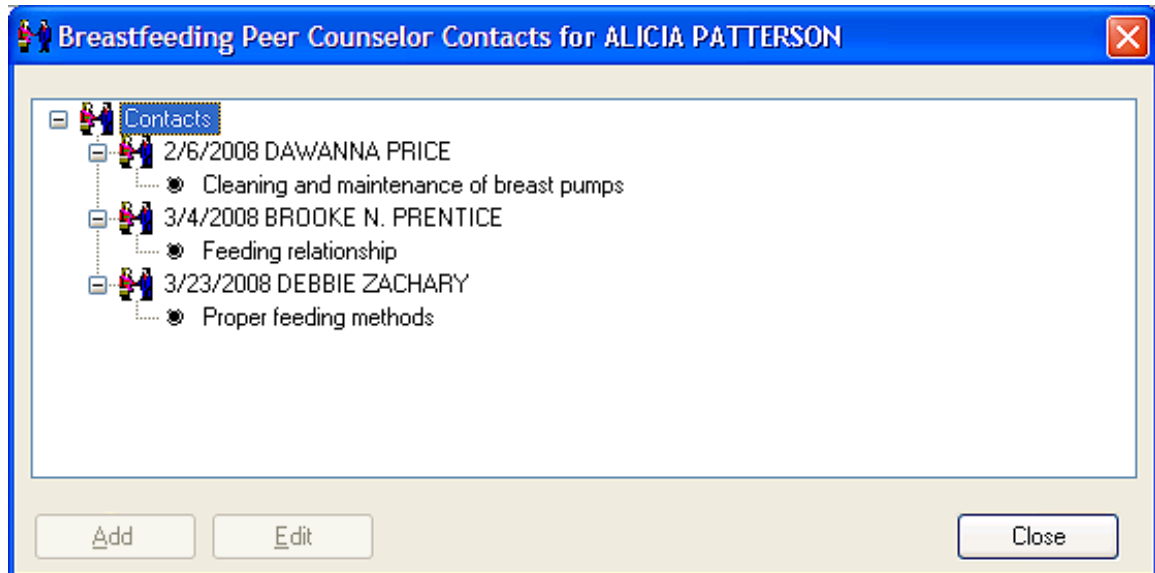 Breastfeeding Peer Counselor Contacts for ALICIA PATTERSON
Contacts
2/6/2008 DAWANNA PRICE
Cleaning and maintenance of breast pumps
3/4/2008 BROOKE N. PRENTICE
Feeding relationship
3/23/2008 DEBBIE ZACHARY
Proper feeding methods
Add Edit Close